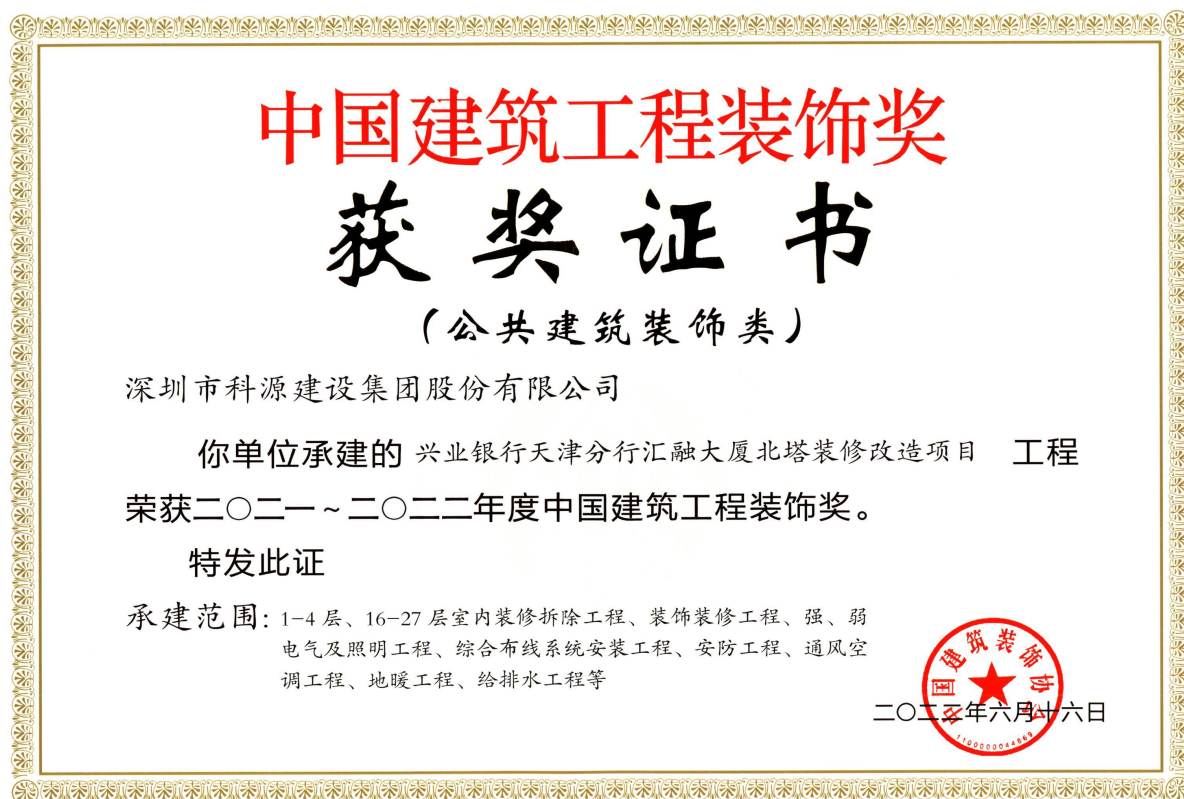 中国建筑工程装饰奖
获奖证书
(公共建筑装饰类)
深圳市科源建设集团股份有限公司
你单位承建的 兴业银行天津分行汇融大厦北塔装修改造项目 工程
荣获二〇二一~二〇二二年度中国建筑工程装饰奖。
特发此证
承建范围:1-4 层、16-27 层室内装修拆除工程、装饰装修工程、强、弱
电气及照明工程、综合布线系统安装工程、安防工程、通风空
调工程、地暖工程、给排水工程等
中国建筑装饰协会
1100000044669
年六月十六日